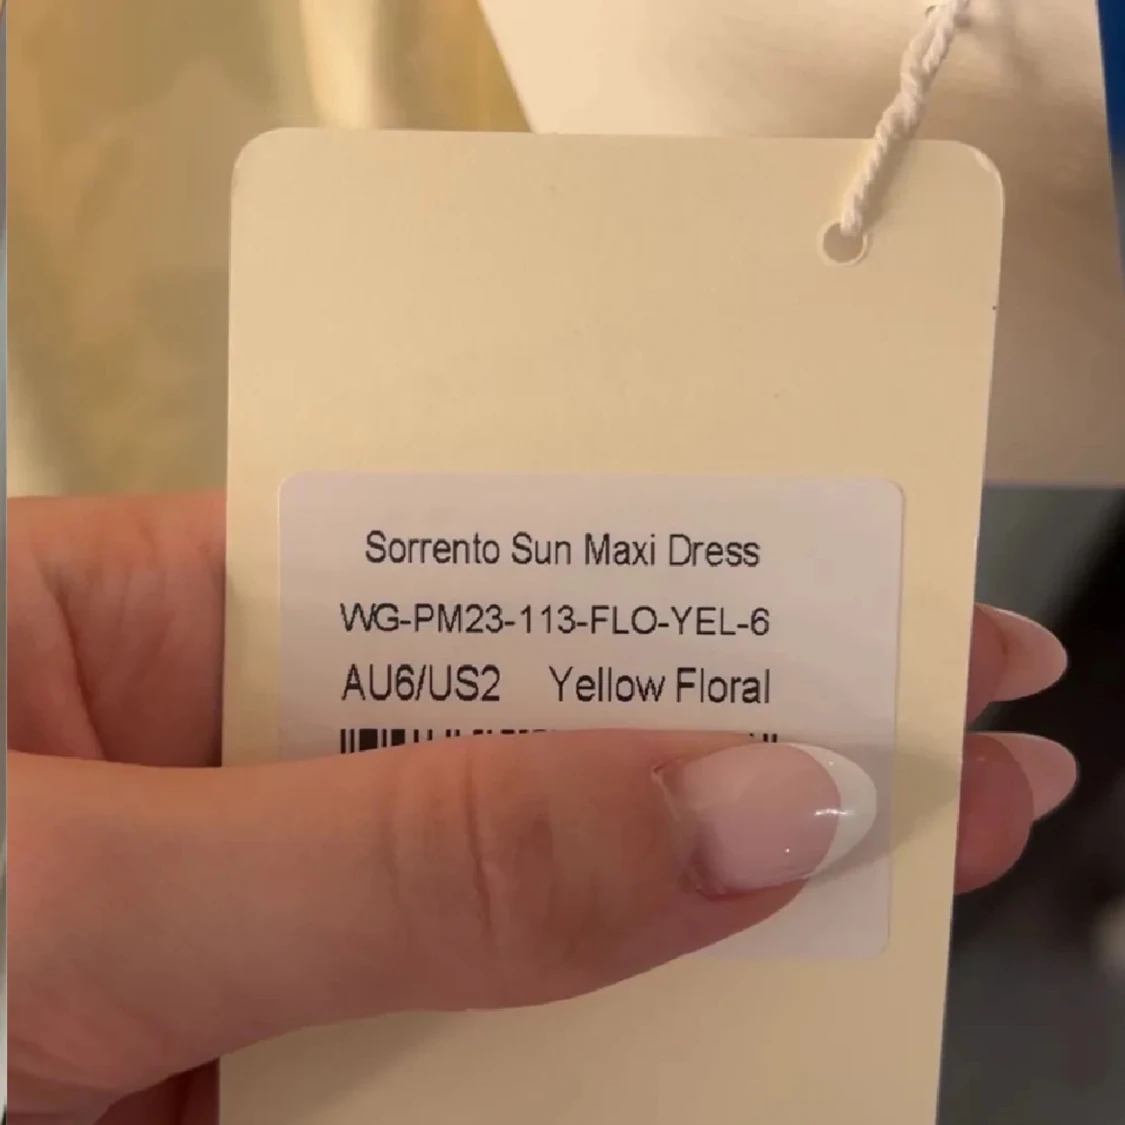 Sorrento Sun Maxi Dress
WG-PM23-113-FLO-YEL-6
AU6/US2 Yellow Floral